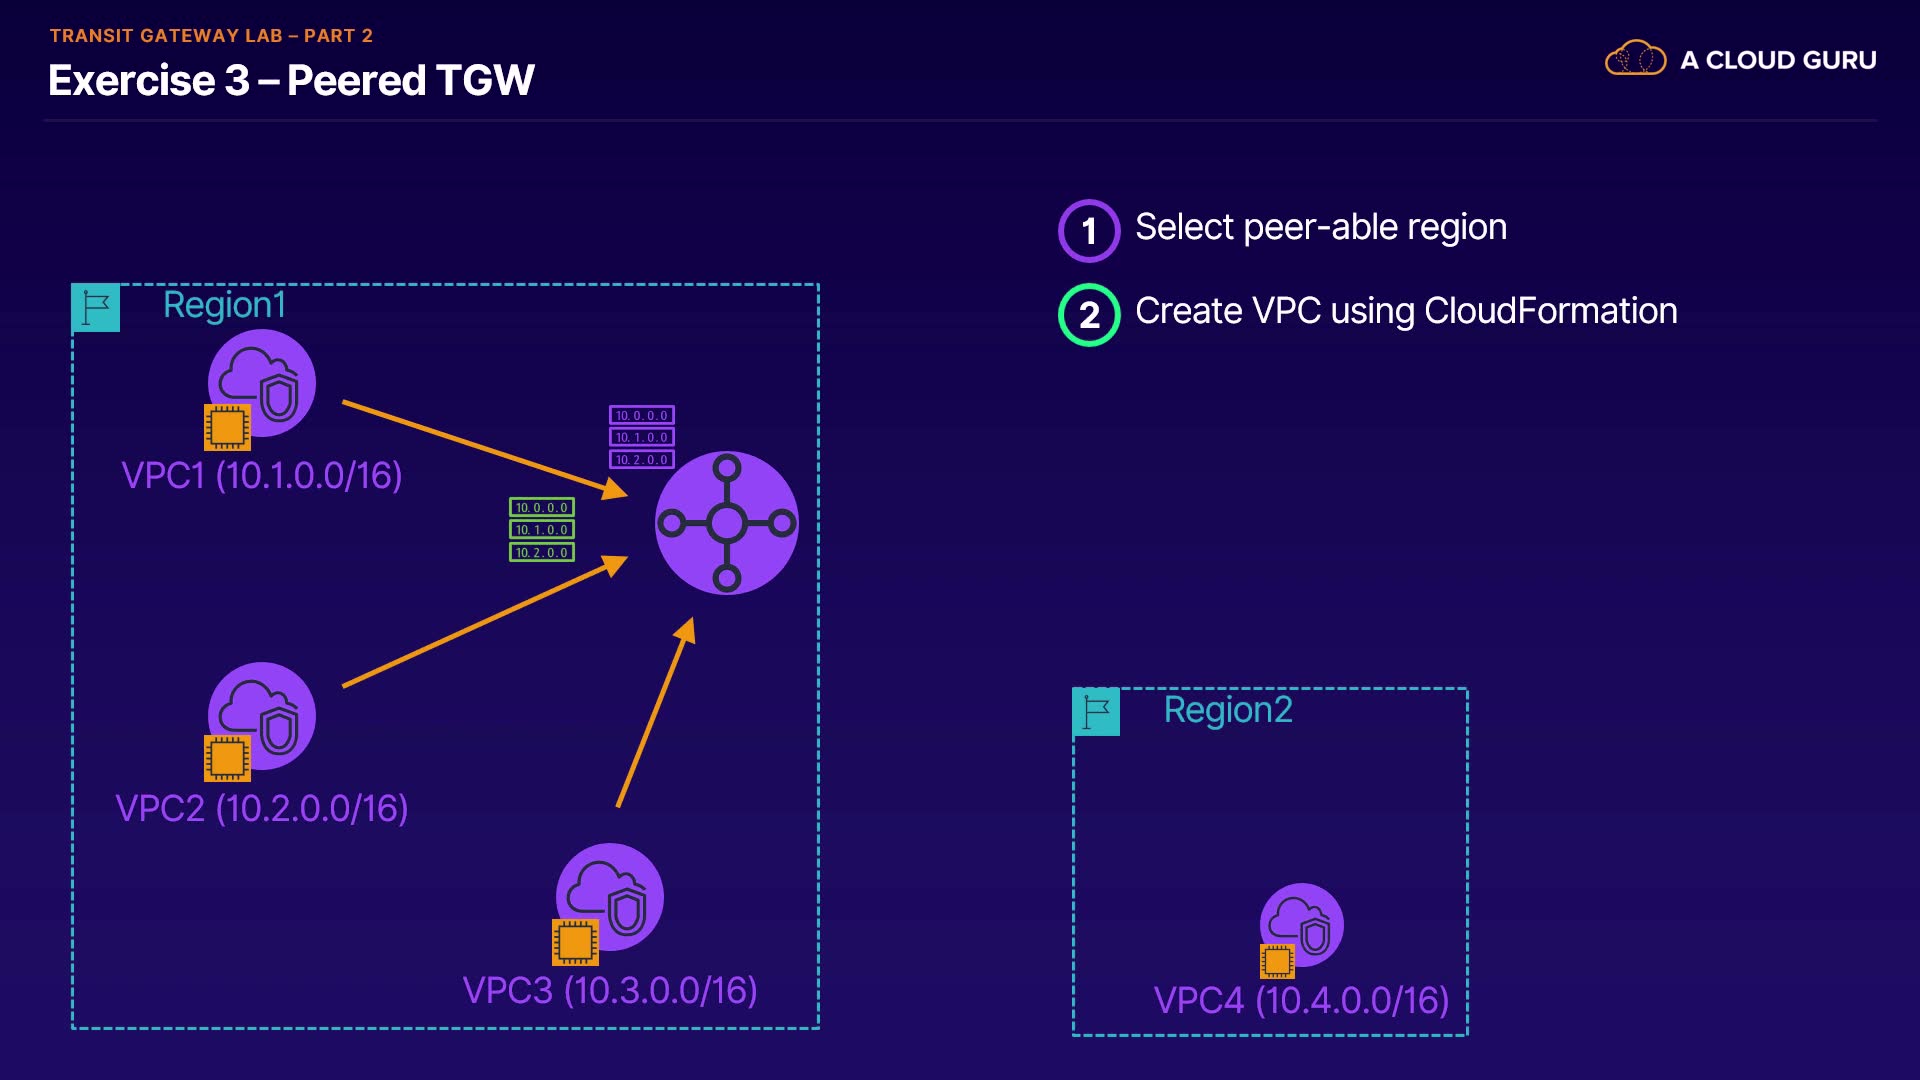 TRANSIT GATEWAY LAB – PART 2
Exercise 3 – Peered TGW
A CLOUD GURU
1 Select peer-able region
2 Create VPC using CloudFormation
Region1
10.0.0.0
10.1.0.0
10.2.0.0
VPC1 (10.1.0.0/16)
10.0.0.0
10.1.0.0
10.2.0.0
VPC2 (10.2.0.0/16)
VPC3 (10.3.0.0/16)
Region2
VPC4 (10.4.0.0/16)